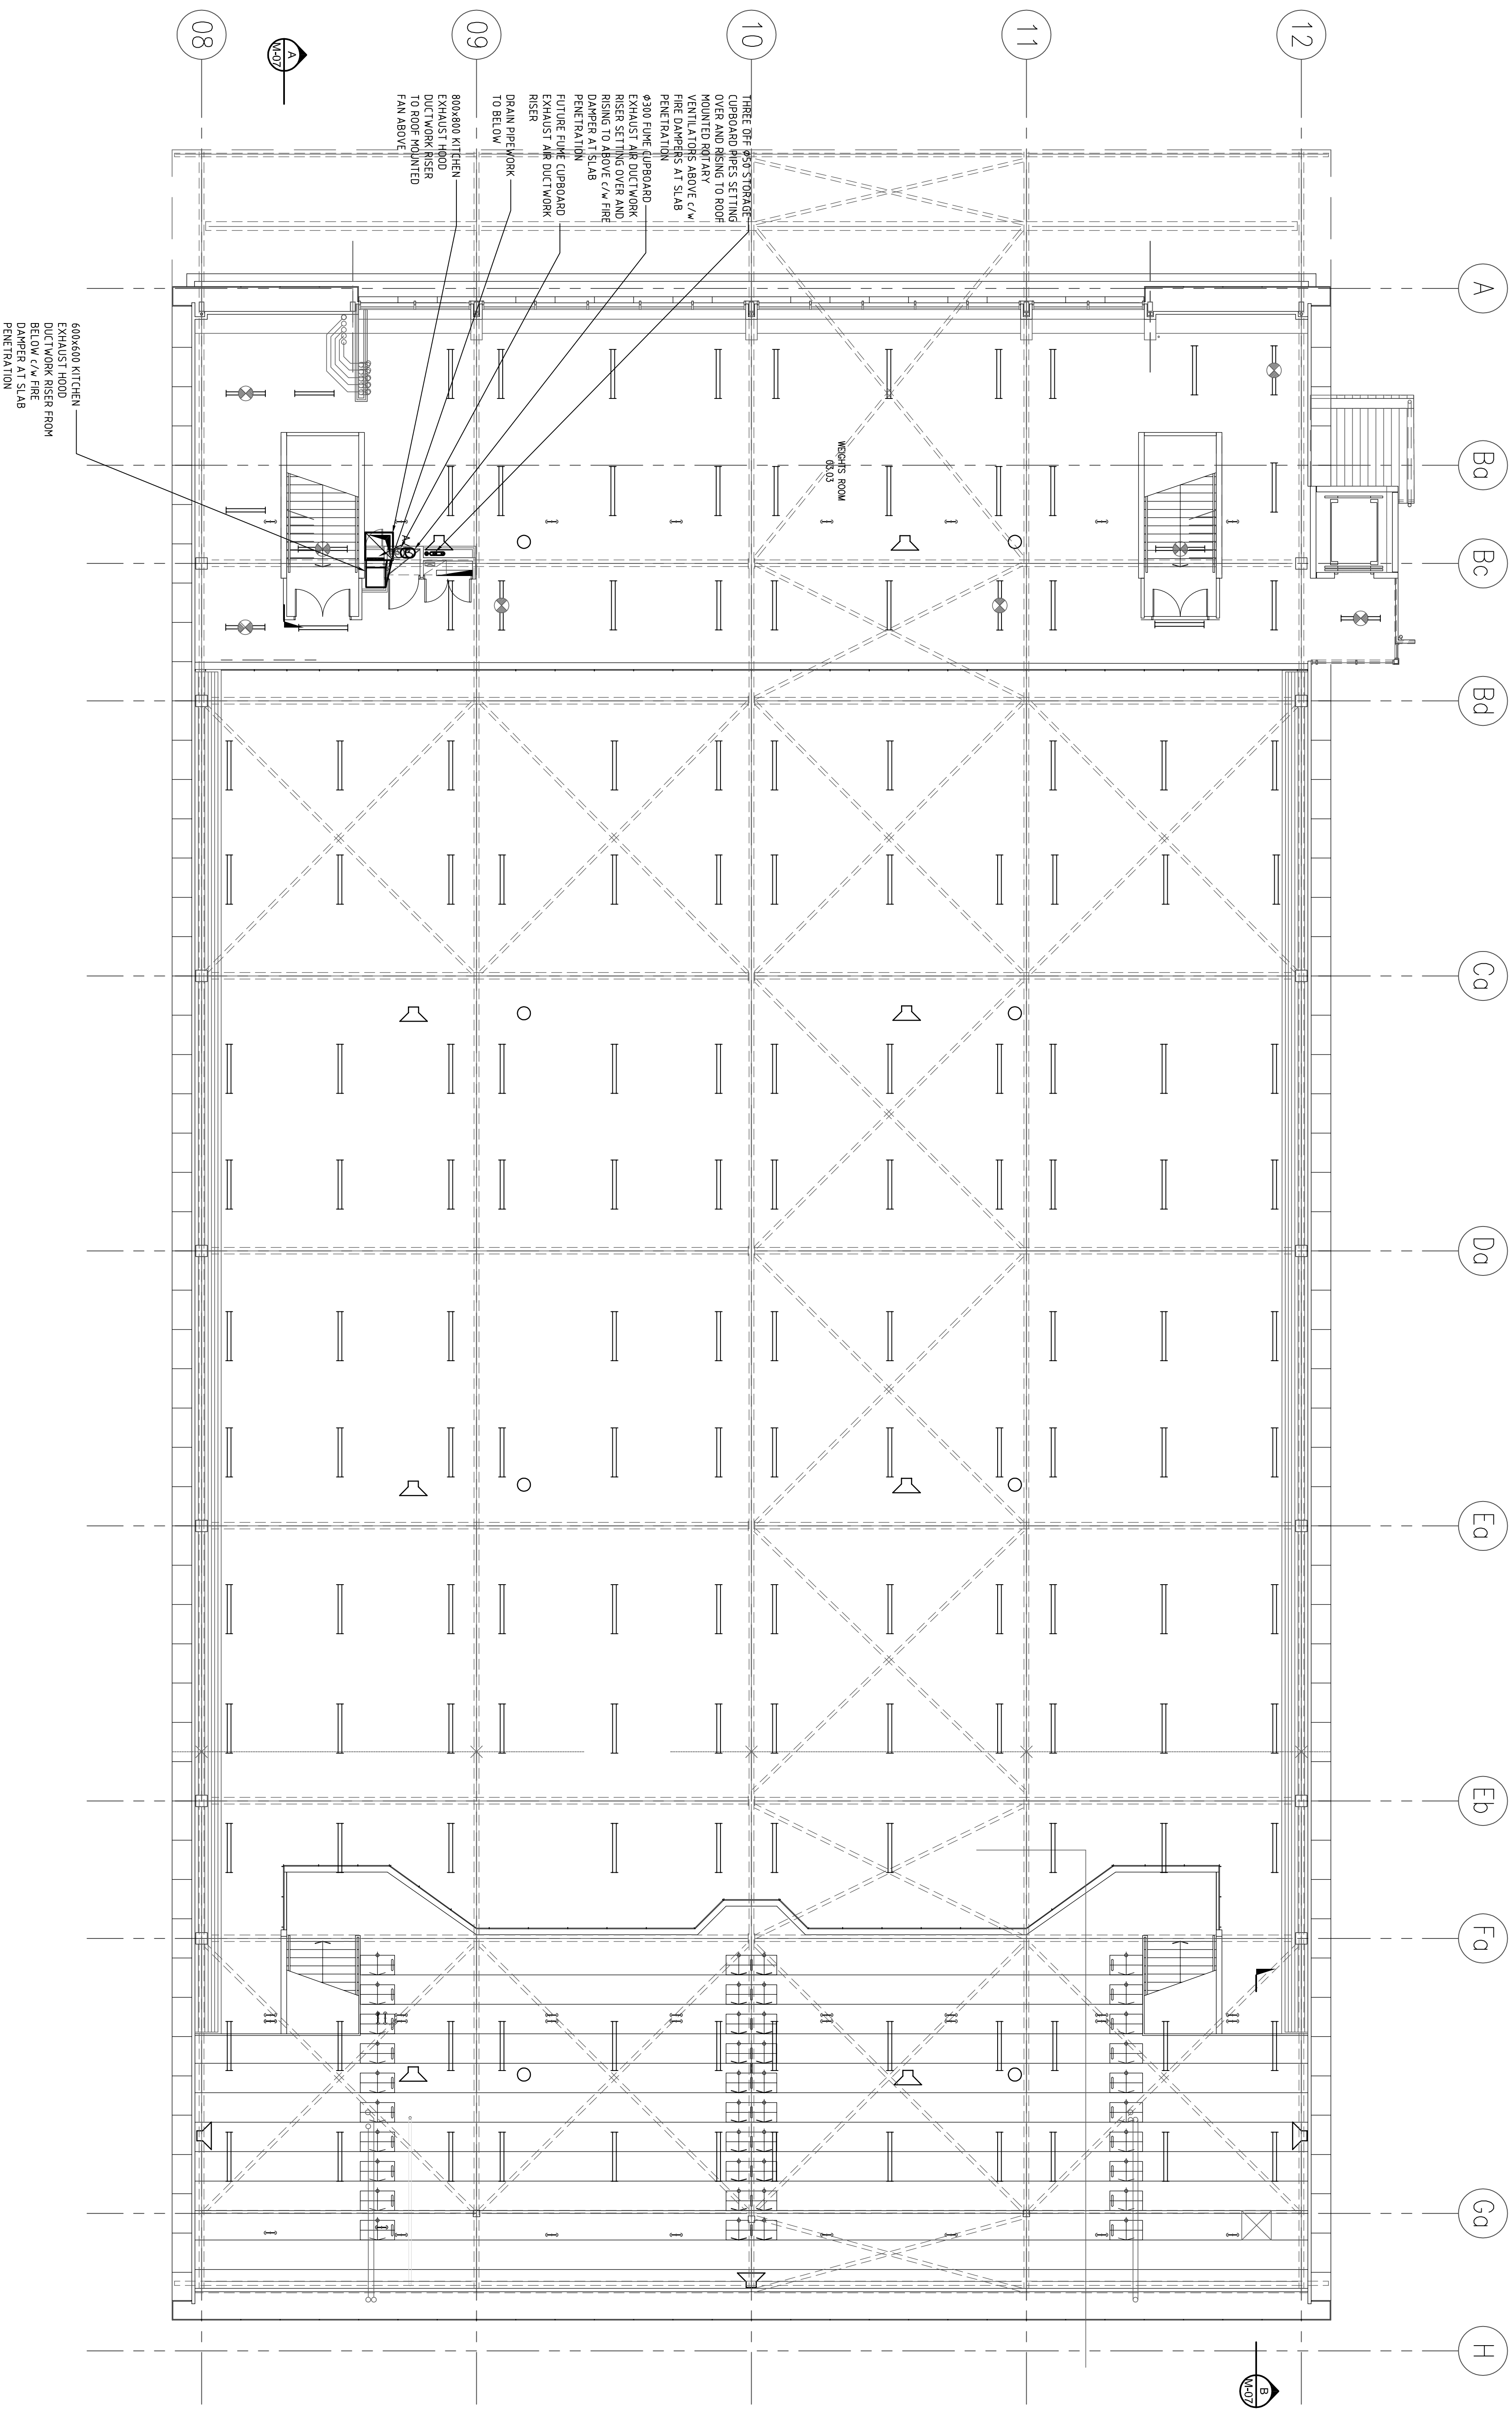 08
09
10
11
12
A
Ba
Bc
Bd
Ca
Da
Ea
Eb
Fa
Ga
H
A
M-07
THREE OFF Ø50 STORAGE
CUPBOARD PIPES SETTING
OVER AND RISING TO ROOF
MOUNTED ROTARY
VENTILATORS ABOVE c/w
FIRE DAMPERS AT SLAB
PENETRATION
Ø300 FUME CUPBOARD
EXHAUST AIR DUCTWORK
RISER SETTING OVER AND
RISING TO ABOVE c/w FIRE
DAMPER AT SLAB
PENETRATION
FUTURE FUME CUPBOARD
EXHAUST AIR DUCTWORK
RISER
DRAIN PIPEWORK
TO BELOW
800x800 KITCHEN
EXHAUST HOOD
DUCTWORK RISER
TO ROOF MOUNTED
FAN ABOVE
600x600 KITCHEN
EXHAUST HOOD
DUCTWORK RISER FROM
BELOW c/w FIRE
DAMPER AT SLAB
PENETRATION
WEIGHTS ROOM
03.03
B
M-07